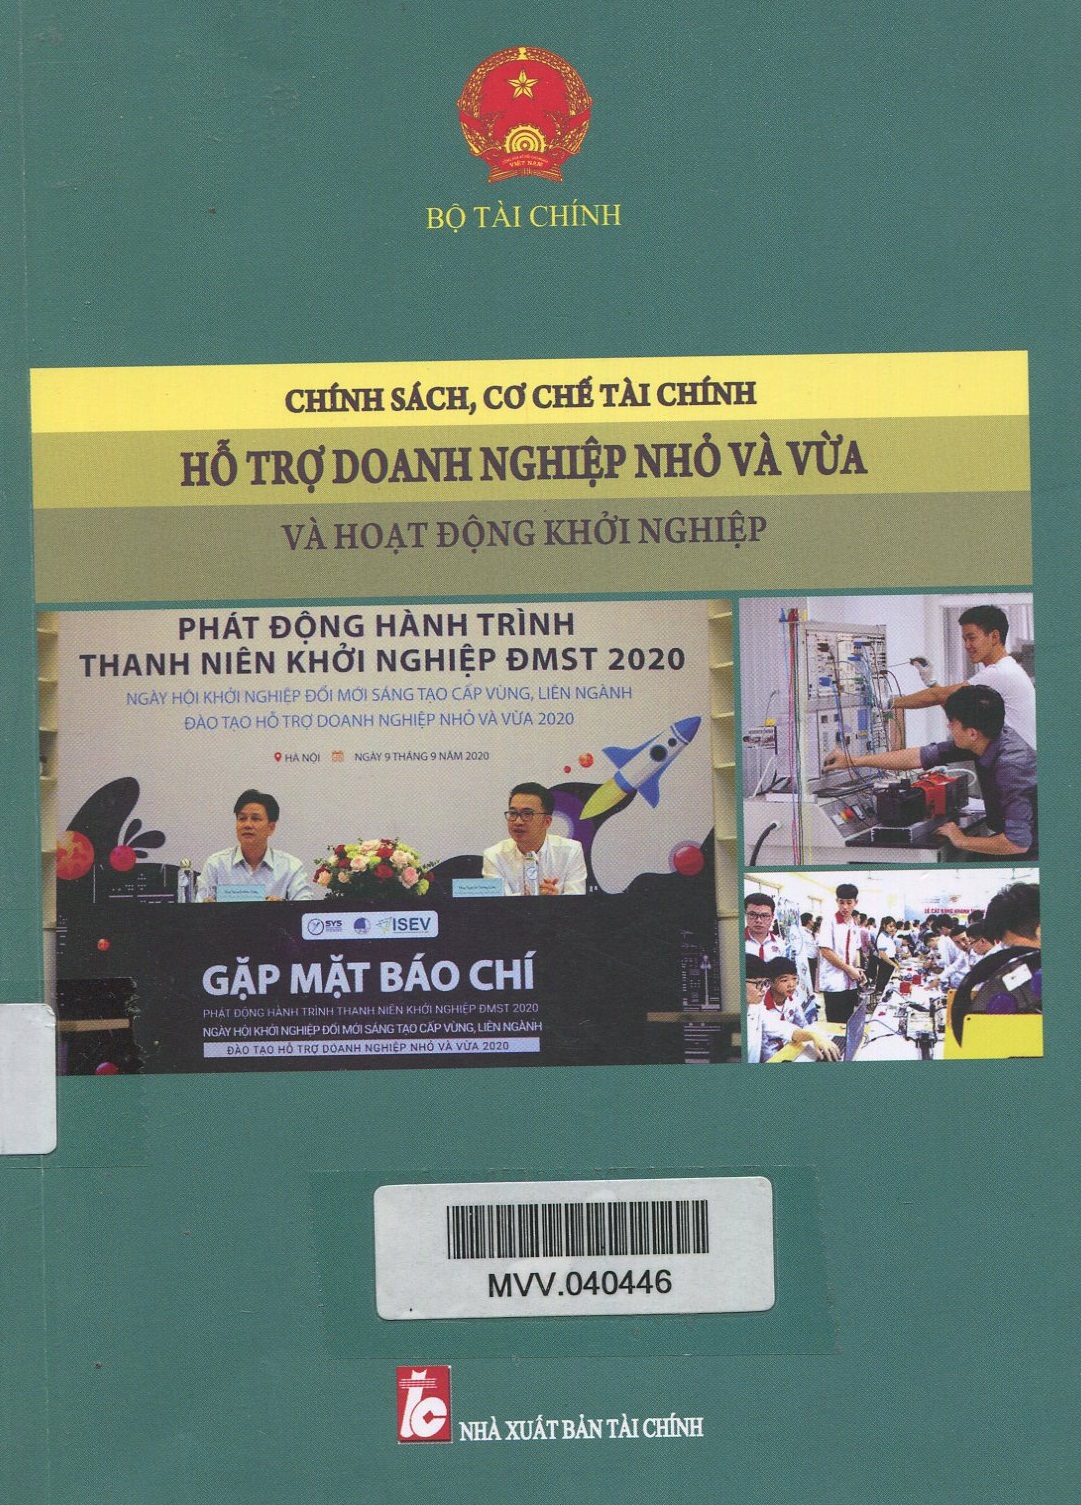 VIỆT NAM
BỘ TÀI CHÍNH
CHÍNH SÁCH, CƠ CHẾ TÀI CHÍNH
HỖ TRỢ DOANH NGHIỆP NHỎ VÀ VỪA
VÀ HOẠT ĐỘNG KHỞI NGHIỆP
PHÁT ĐỘNG HÀNH TRÌNH
THANH NIÊN KHỞI NGHIỆP ĐMST 2020
NGÀY HỘI KHỞI NGHIỆP ĐỔI MỚI SÁNG TẠO CẤP VÙNG, LIÊN NGÀNH
ĐÀO TẠO HỖ TRỢ DOANH NGHIỆP NHỎ VÀ VỪA 2020
HÀ NỘI NGÀY 9 THÁNG 9 NĂM 2020
SYS ISEV
GẶP MẶT BÁO CHÍ
PHÁT ĐỘNG HÀNH TRÌNH THANH NIÊN KHỞI NGHIỆP ĐMST 2020
NGÀY HỘI KHỞI NGHIỆP ĐỔI MỚI SÁNG TẠO CẤP VÙNG, LIÊN NGÀNH
ĐÀO TẠO HỖ TRỢ DOANH NGHIỆP NHỎ VÀ VỪA 2020
MVV.040446
tc NHÀ XUẤT BẢN TÀI CHÍNH